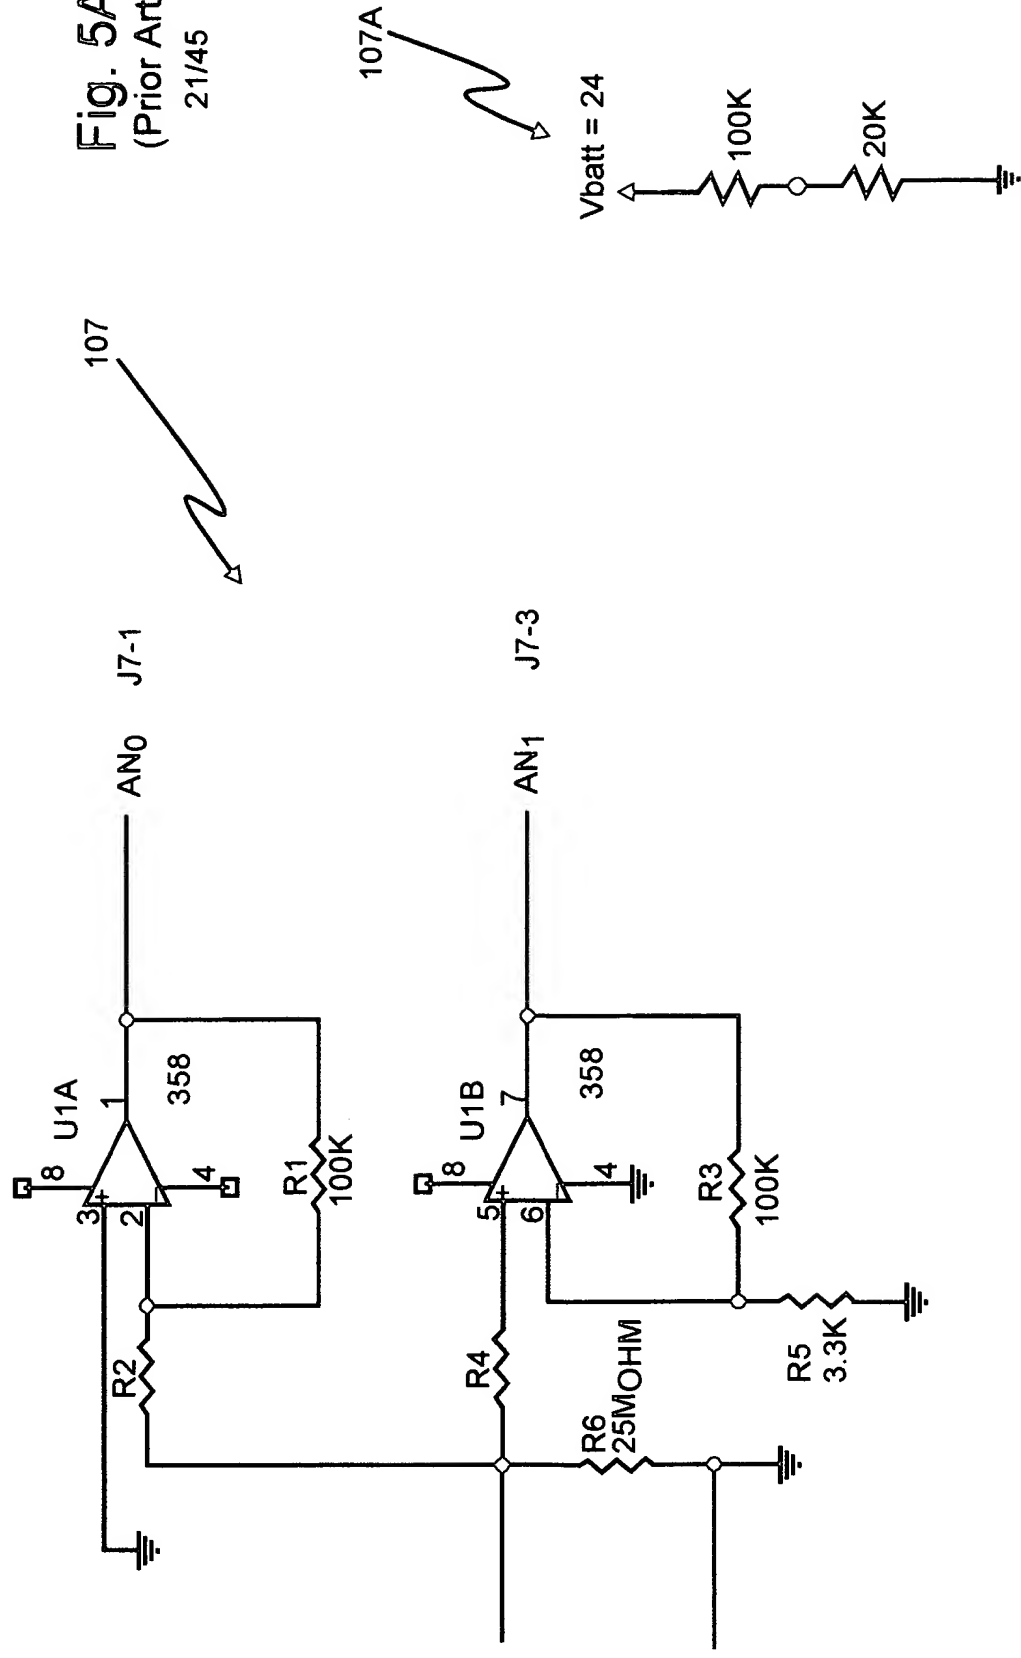 Fig. 5A
(Prior Art
21/45
107
107A
Vbatt = 24
100K
20K
AN0 J7-1
U1A
8
3
+
1
2
4
358
R1
100K
R2
AN1 J7-3
U1B
8
5
+
7
6
4
358
R3
100K
R4
R6
25MOHM
R5
3.3K